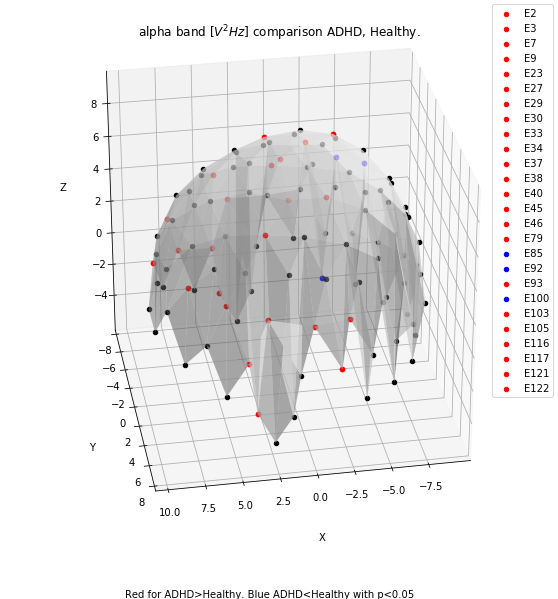 alpha band [V²Hz] comparison ADHD, Healthy.
E2
E3
E7
E9
E23
E27
E29
E30
E33
E34
E37
E38
E40
E45
E46
E79
E85
E92
E93
E100
E103
E105
E116
E117
E121
E122
Z
8
6
4
2
0
−2
−4
Y
−8
−6
−4
−2
0
2
4
6
8
10.0
7.5
5.0
2.5
0.0
−2.5
−5.0
−7.5
X
Red for ADHD>Healthy. Blue ADHD<Healthy with p<0.05